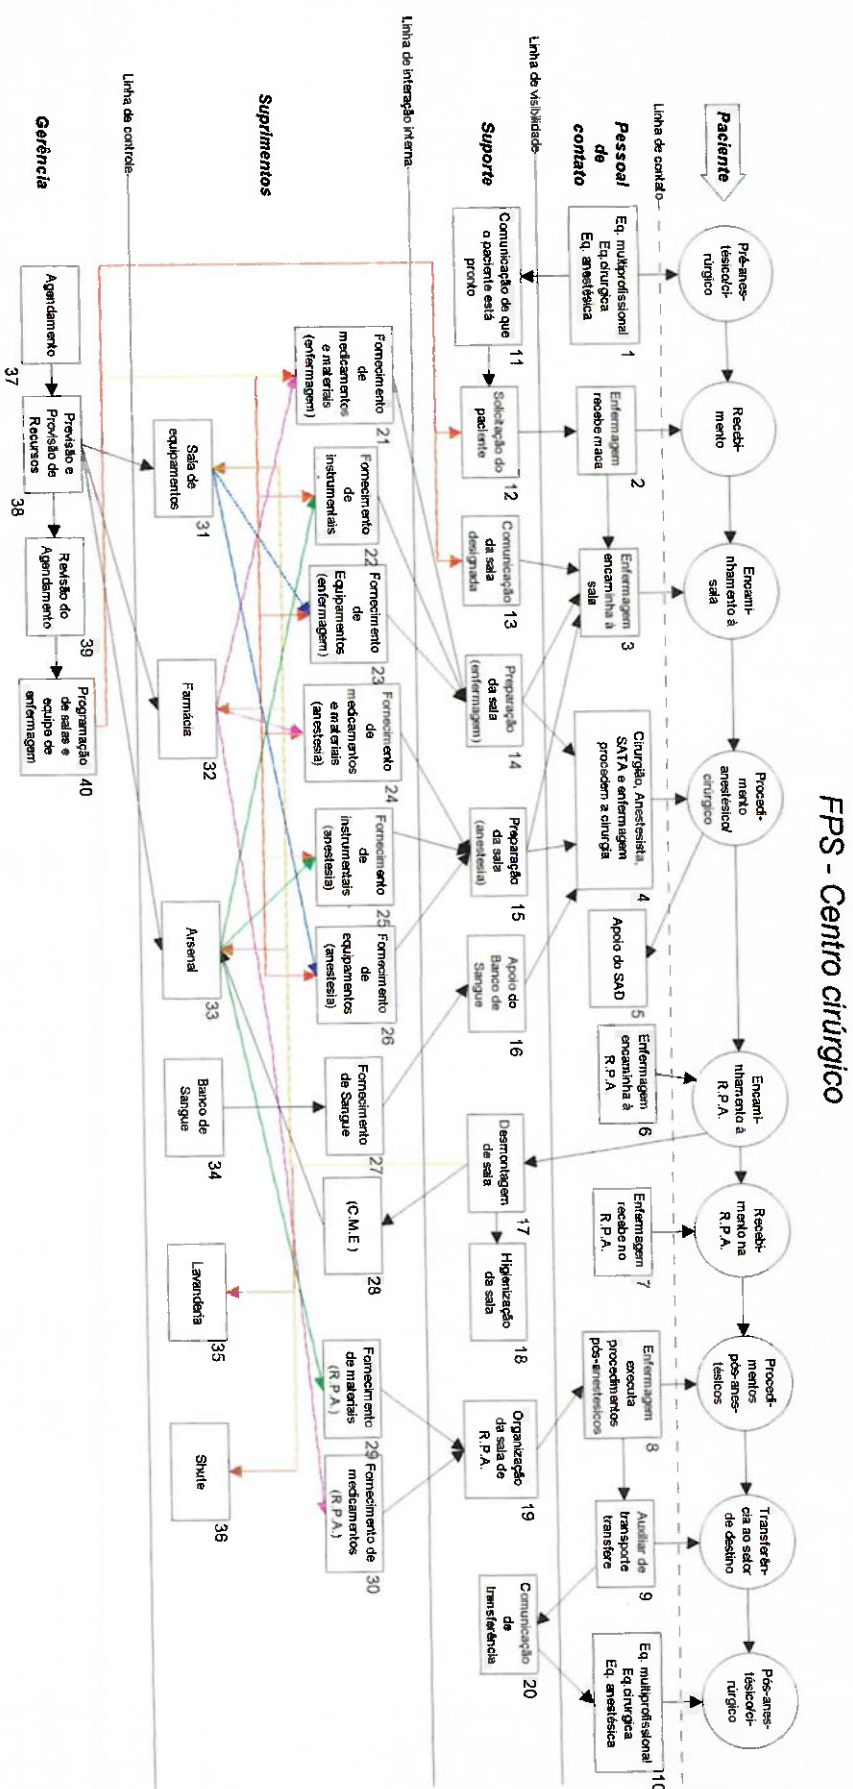 FPS - Centro cirúrgico
Paciente
Pré-anes-
tésico/ci-
rúrgico
Recebi-
mento
Encami-
nhamento à
sala
Procedi-
mento
anestésico/
cirúrgico
Encami-
nhamento à
R.P.A.
Recebi-
mento na
R.P.A.
Procedi-
mentos
pós-anes-
tésicos
Transferên-
cia ao setor
de destino
Pós-anes-
tésico/ci-
rúrgico
Linha de contato
Pessoal
de
contato
Eq. multiprofissional
Eq.cirurgica
Eq. anestésica
1
Enfermagem
recebe maca
2
Enfermagem
encaminha à
sala
3
Cirurgião, Anestesista,
SATA e enfermagem
procedem a cirurgia
4
Apoio do SAD
5
Enfermagem
encaminha à
R.P.A
6
Enfermagem
recebe no
R.P.A.
7
Enfermagem
executa
procedimentos
pós-anestésicos
8
Auxiliar de
transporte
transfere
9
Eq. multiprofissional
Eq.cirurgica
Eq. anestésica
10
Linha de visibilidade
Suporte
Comunicação de que
o paciente está
pronto
11
Solicitação do
paciente
12
Comunicação
da sala
designada
13
Preparação
da sala
(enfermagem)
14
Preparação
da sala
(anestesia)
15
Apoio do
Banco de
Sangue
16
Desmontagem
de sala
17
Higienização
da sala
18
Organização
da sala de
R.P.A.
19
Comunicação
de
transferência
20
Linha de interação interna
Suprimentos
Fornecimento
de
medicamentos
e materiais
(enfermagem)
21
Fornecimento
de
instrumentais
22
Fornecimento
de
Equipamentos
(enfermagem)
23
Fornecimento
de
medicamentos
e materiais
(anestesia)
24
Fornecimento
de
instrumentais
(anestesia)
25
Fornecimento
de
equipamentos
(anestesia)
26
Fornecimento
de Sangue
27
(C.M.E)
28
Fornecimento
de materiais
(R.P.A.)
29
Fornecimento de
medicamentos
(R.P.A.)
30
Sala de
equipamentos
31
Farmácia
32
Arsenal
33
Banco de
Sangue
34
Lavanderia
35
Shute
36
Linha de controle
Gerência
Agendamento
37
Previsão e
Provisão de
Recursos
38
Revisão do
Agendamento
39
Programação
de salas e
equipe de
enfermagem
40